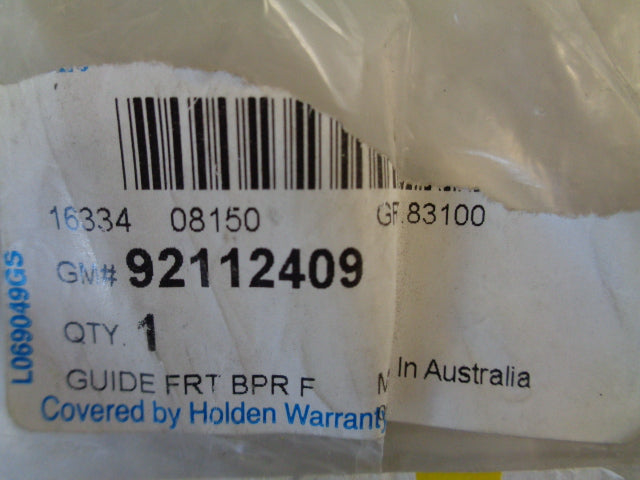 16334 08150 GF.83100
GM# 92112409
QTY. 1
GUIDE FRT BPR F
In Australia
Covered by Holden Warranty
L069049GS